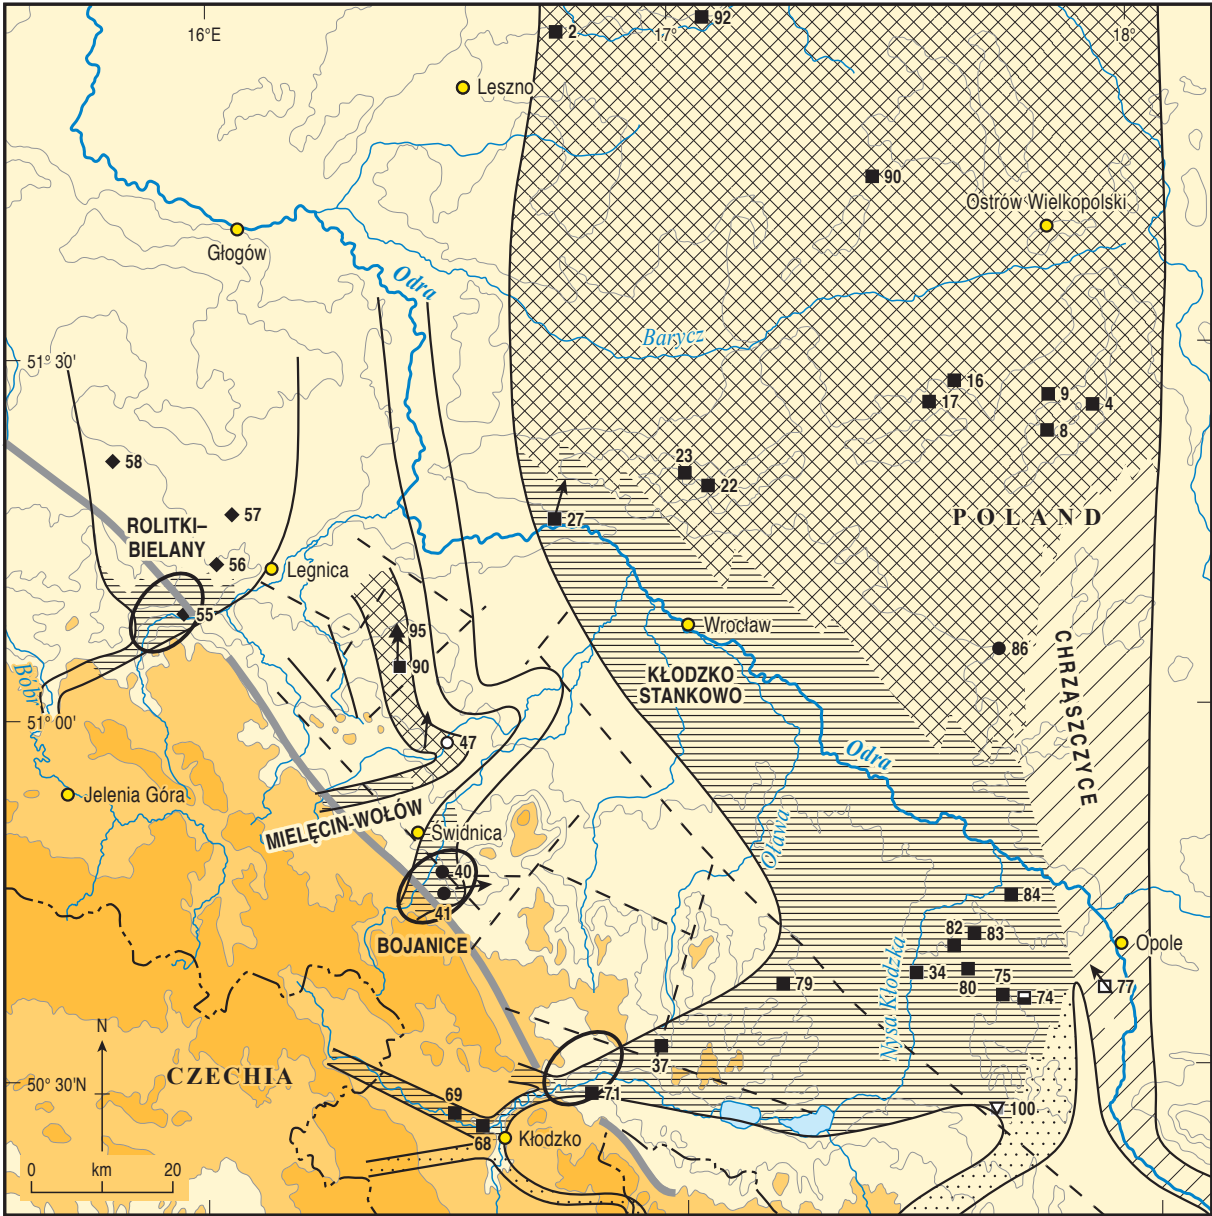 16°E
17°
18°
92
2
Leszno
90
Ostrów Wielkopolski
Głogów
Odra
Barycz
51° 30'
16
17
9
4
8
58
23
22
57
27
POLAND
ROLITKI–
BIELANY
56
Legnica
55
95
Wrocław
86
90
KŁODZKO
STANKOWO
CHRZĄSZCZYCE
Bóbr
51° 00'
47
Odra
Jelenia Góra
MIELĘCIN-WOŁÓW
Świdnica
Oława
40
41
84
BOJANICE
82
83
Opole
Nysa Kłodzka
34
80
75
79
77
74
N
37
CZECHIA
50° 30'N
71
69
100
68
Kłodzko
0 km 20